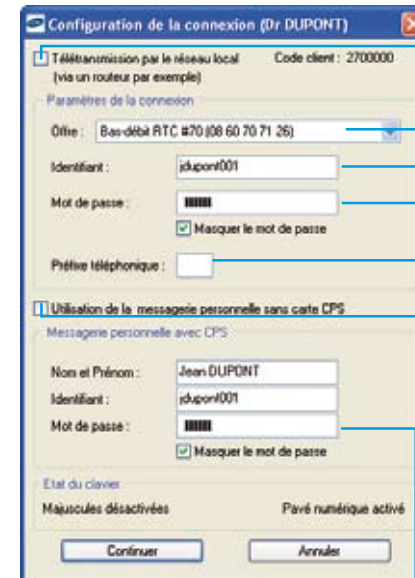 Configuration de la connexion (Dr DUPONT)
Télétransmission par le réseau local Code client : 2700000
(via un routeur par exemple)
Paramètres de la connexion
Offre : Bas-débit RTC #70 (08 60 70 71 26)
Identifiant : jdupont001
Mot de passe :
Masquer le mot de passe
Préfixe téléphonique :
Utilisation de la messagerie personnelle sans carte CPS
Messagerie personnelle avec CPS
Nom et Prénom : Jean DUPONT
Identifiant : jdupont001
Mot de passe :
Masquer le mot de passe
Etat du clavier
Majuscules désactivées Pavé numérique activé
Continuer Annuler